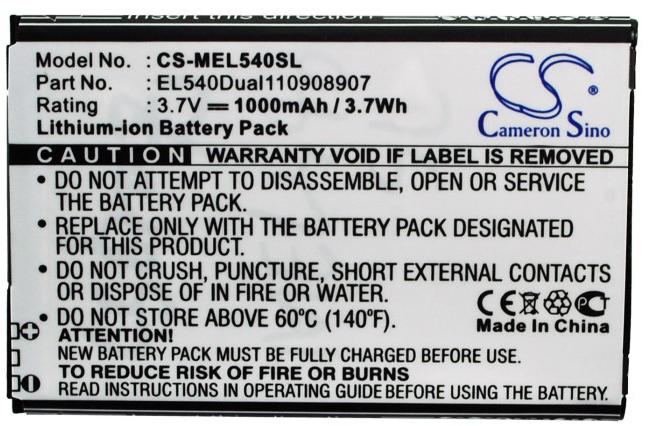 Model No. : CS-MEL540SL
Part No. : EL540Dual110908907
Rating : 3.7V 1000mAh / 3.7Wh
Lithium-ion Battery Pack
CS ®
Cameron Sino
CAUTION WARRANTY VOID IF LABEL IS REMOVED
• DO NOT ATTEMPT TO DISASSEMBLE, OPEN OR SERVICE
THE BATTERY PACK.
• REPLACE ONLY WITH THE BATTERY PACK DESIGNATED
FOR THIS PRODUCT.
• DO NOT CRUSH, PUNCTURE, SHORT EXTERNAL CONTACTS
OR DISPOSE OF IN FIRE OR WATER.
• DO NOT STORE ABOVE 60°C (140°F).
CE
Made In China
ATTENTION!
NEW BATTERY PACK MUST BE FULLY CHARGED BEFORE USE
TO REDUCE RISK OF FIRE OR BURNS
READ INSTRUCTIONS IN OPERATING GUIDE BEFORE USING BATTERY